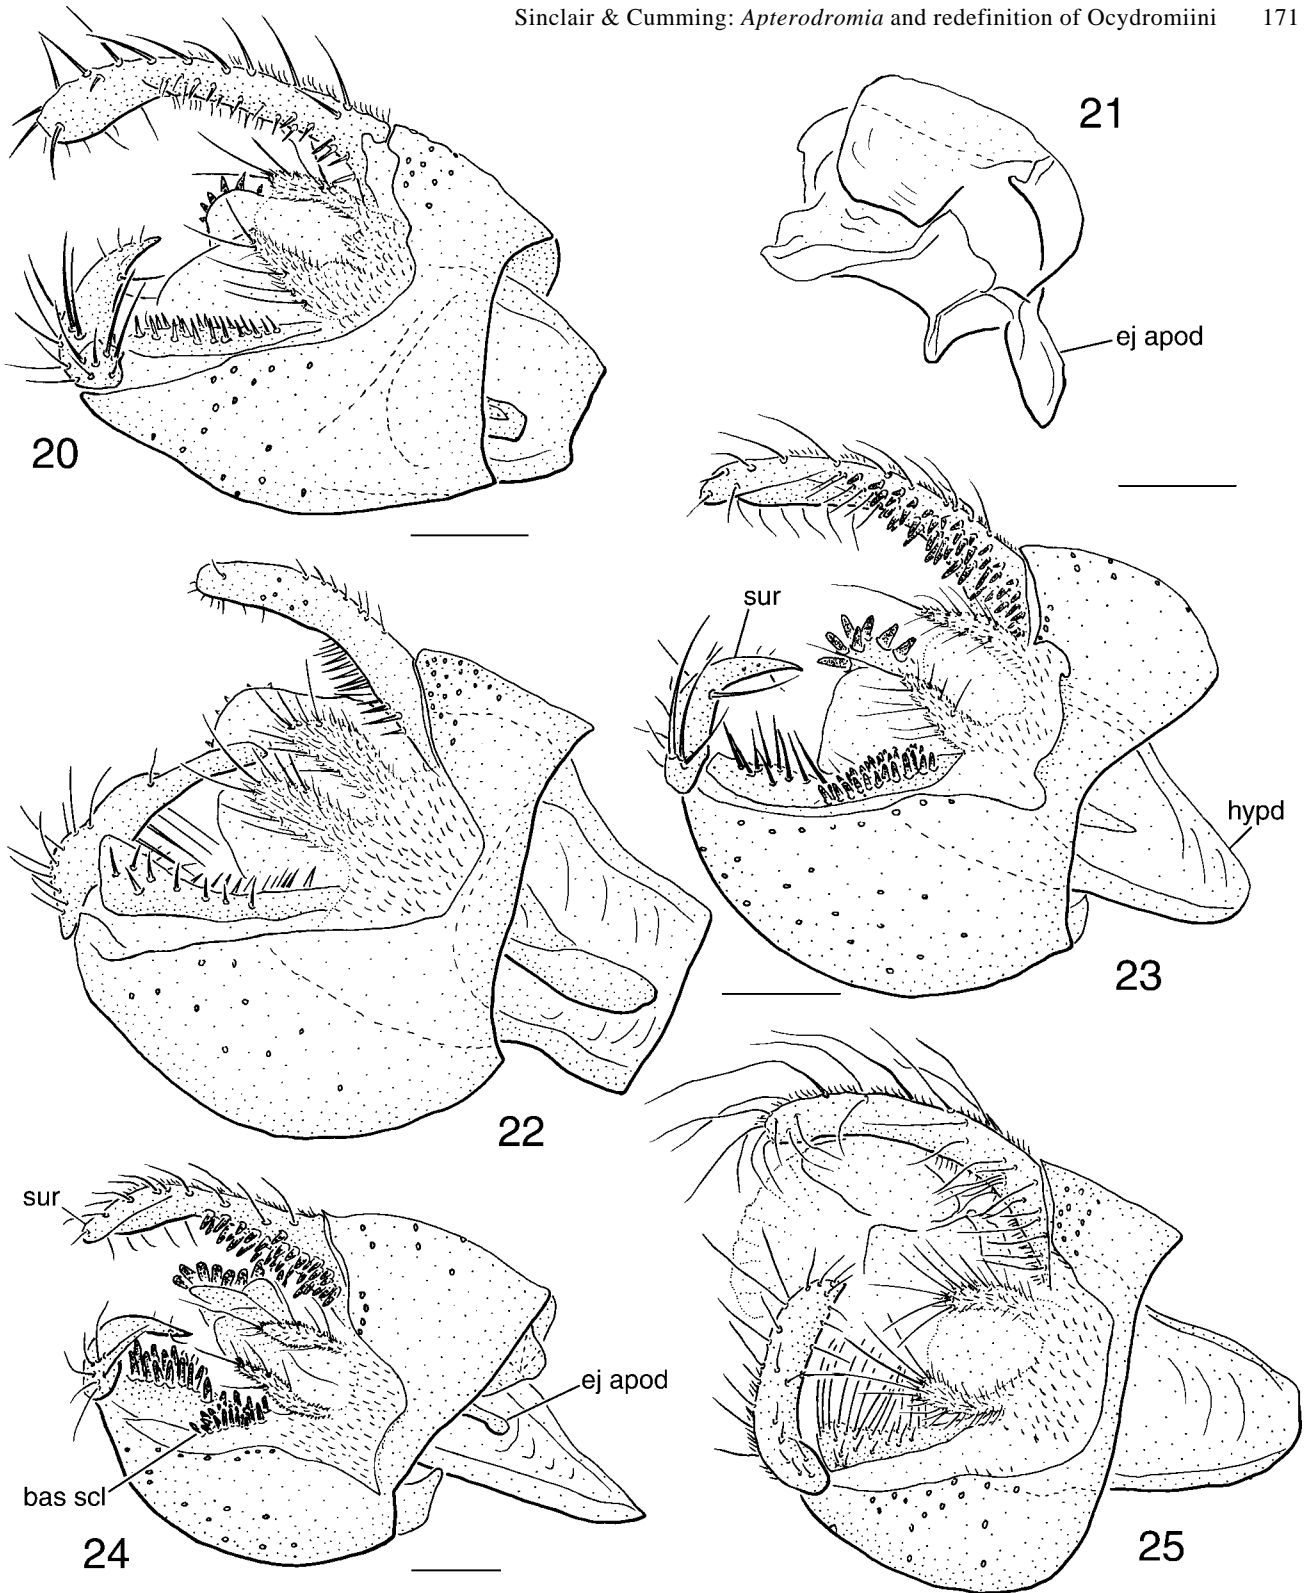 Sinclair & Cumming: Apterodromia and redefinition of Ocydromiini 171
21
ej apod
20
sur
hypd
23
22
sur
ej apod
bas scl
24
25